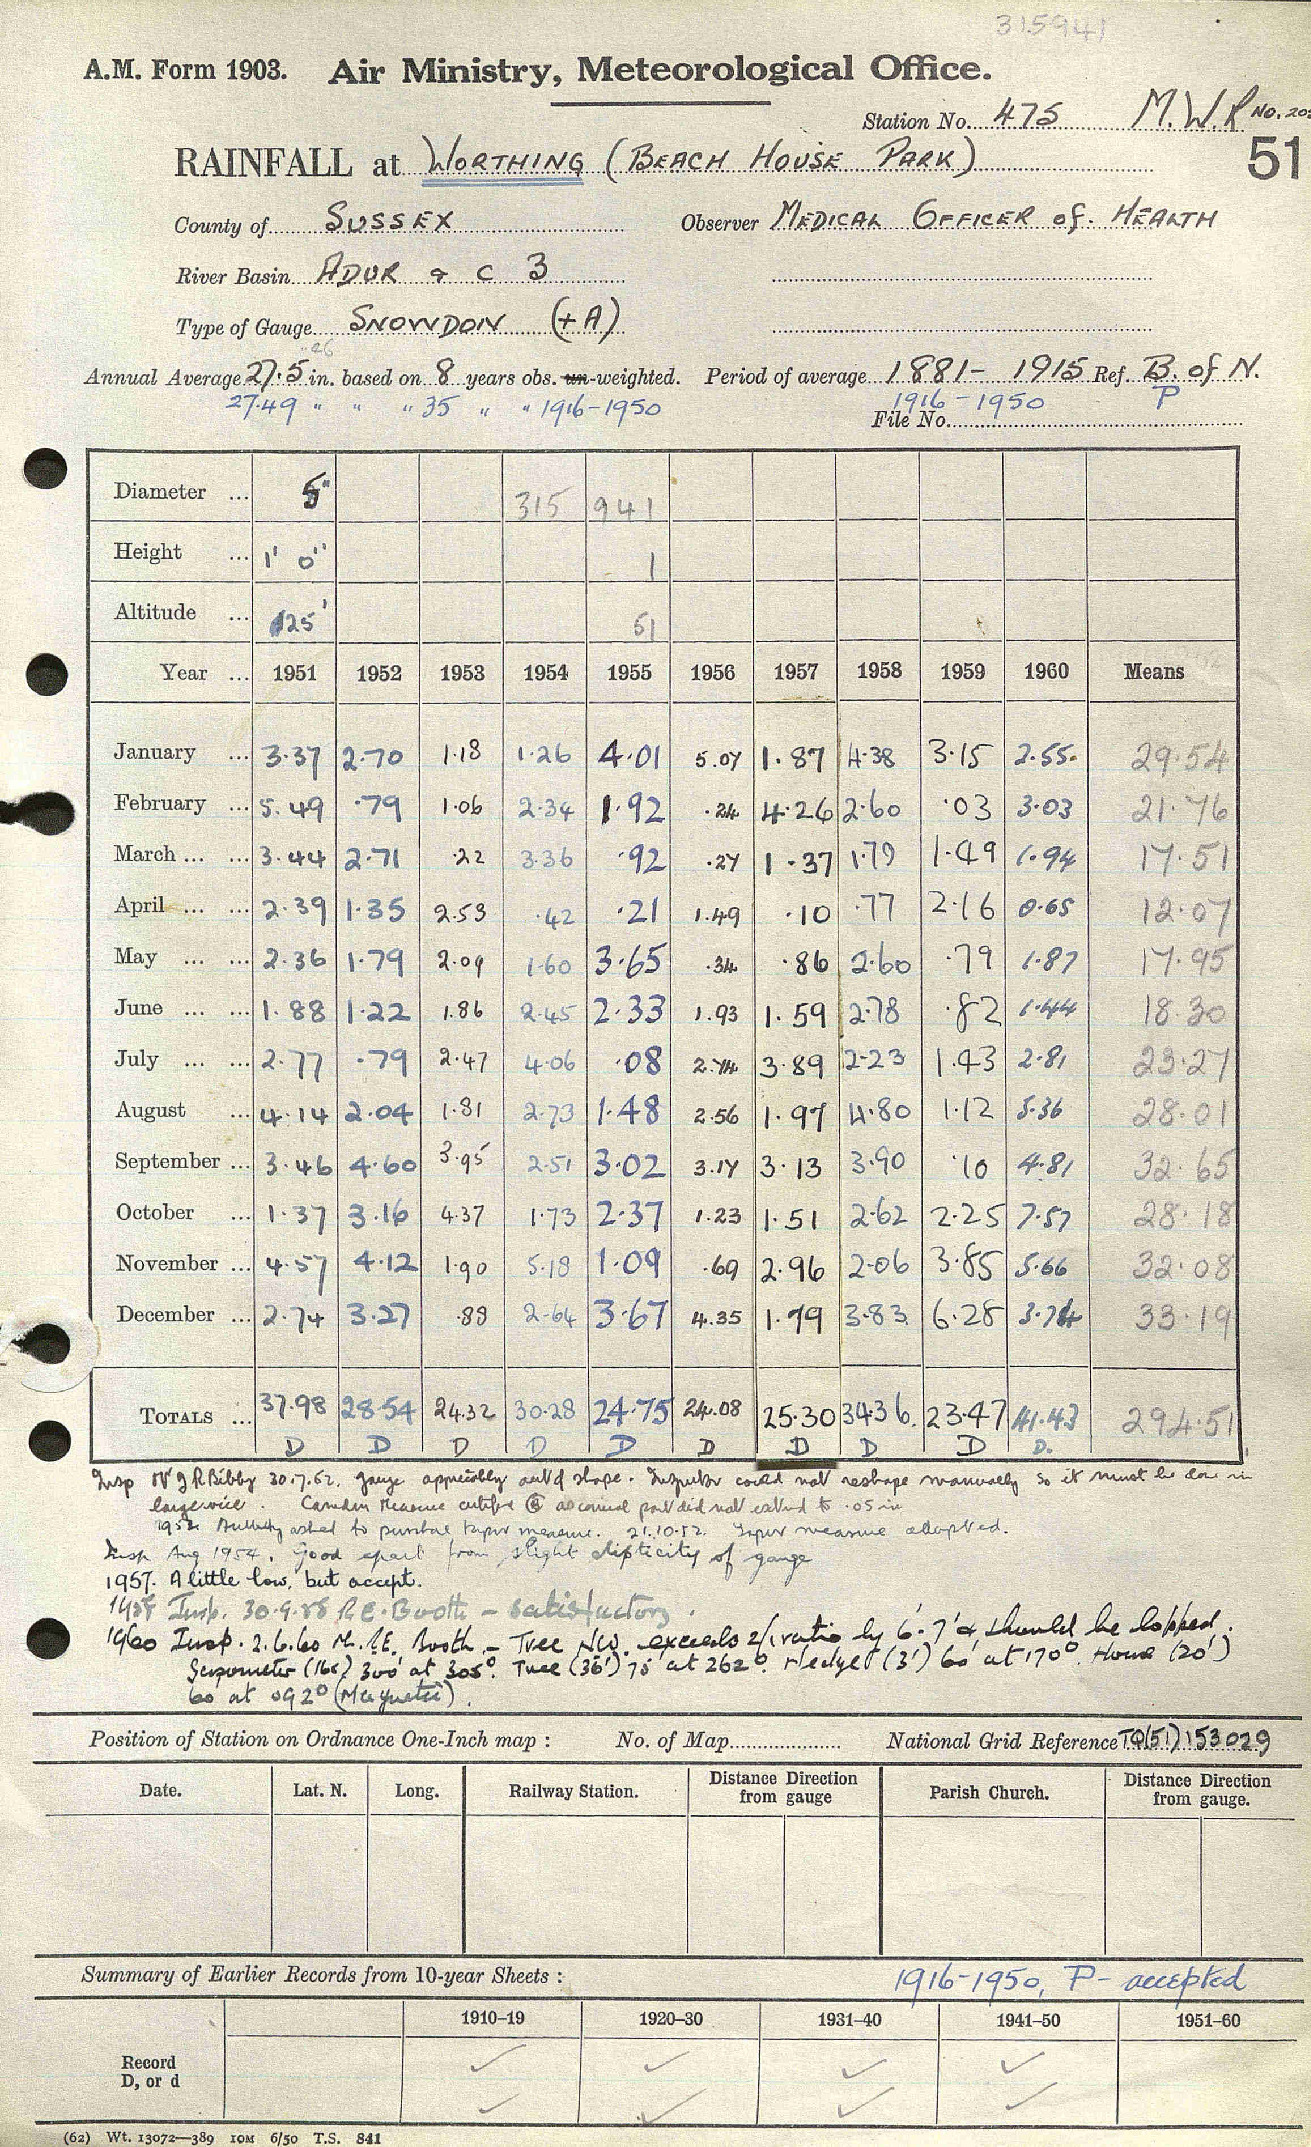 315941
A.M. Form 1903. Air Ministry, Meteorological Office.
Station No. 475 M.W.R No. 20
RAINFALL at WORTHING (BEACH HOUSE PARK) 51
County of SUSSEX Observer MEDICAL OFFICER of HEALTH
River Basin ADUR & C 3
Type of Gauge SNOWDON (+A)
Annual Average 27.5 in. based on 8 years obs. un-weighted. Period of average 1881 - 1915 Ref. B. of N.
27.49 " " " 35 " " 1916-1950 1916-1950 P
File No.
Diameter ... 5" 315 941
Height ... 1' 0" 1
Altitude ... 25' 51
Year ... 1951 1952 1953 1954 1955 1956 1957 1958 1959 1960 Means
January ... 3.37 2.70 1.18 1.26 4.01 5.07 1.87 4.38 3.15 2.55 29.54
February ... 5.49 .79 1.06 2.34 1.92 .24 4.26 2.60 .03 3.03 21.76
March ... ... 3.44 2.71 .22 3.36 .92 .27 1.37 1.79 1.49 1.94 17.51
April ... ... 2.39 1.35 2.53 .42 .21 1.49 .10 .77 2.16 0.65 12.07
May ... ... 2.36 1.79 2.09 1.60 3.65 .34 .86 2.60 .79 1.87 17.95
June ... ... 1.88 1.22 1.86 2.45 2.33 1.93 1.59 2.78 .82 1.44 18.30
July ... ... 2.77 .79 2.47 4.06 .08 2.74 3.89 2.23 1.43 2.81 23.27
August ... 4.14 2.04 1.81 2.73 1.48 2.56 1.97 4.80 1.12 5.36 28.01
September ... 3.46 4.60 3.95 2.51 3.02 3.17 3.13 3.90 .10 4.81 32.65
October ... 1.37 3.16 4.37 1.73 2.37 1.23 1.51 2.62 2.25 7.57 28.18
November ... 4.57 4.12 1.90 5.18 1.09 .69 2.96 2.06 3.85 5.66 32.08
December ... 2.74 3.27 .88 2.64 3.67 4.35 1.79 3.83 6.28 3.74 33.19
TOTALS ... 37.98 28.54 24.32 30.28 24.75 24.08 25.30 34.36 23.47 41.43 294.51
D D D D D D D D D D.
Insp J R Bibby gauge appreciably out of shape. Inspector could not reshape manually so it must be done in
Camden Measure did not extend to .05 in
1952 asked to purchase taper measure. 21.10.52. Taper measure adopted.
Insp Aug 1954. Good apart from slight elipticity of gauge
1957. A little low, but accept.
Insp. 30.9.58 R.E. Booth - Satisfactory.
1960 Insp. 2.6.60 Mr. R.E. Booth - Tree NW. exceeds 2/1 ratio by 6'-7' & should be lopped.
Gasometer 300' at 305°. Tree (36') 75' at 262°. Hedge (3') 60' at 170°. House (20')
60 at 092° (Magnetic).
Position of Station on Ordnance One-Inch map : No. of Map National Grid Reference TQ(51)153029
Date. Lat. N. Long. Railway Station. Distance Direction from gauge Parish Church. Distance Direction from gauge.
Summary of Earlier Records from 10-year Sheets : 1916-1950, P - accepted
1910–19 1920–30 1931–40 1941–50 1951–60
Record
D, or d
(62) Wt. 13072—389 10M 6/50 T.S. 841